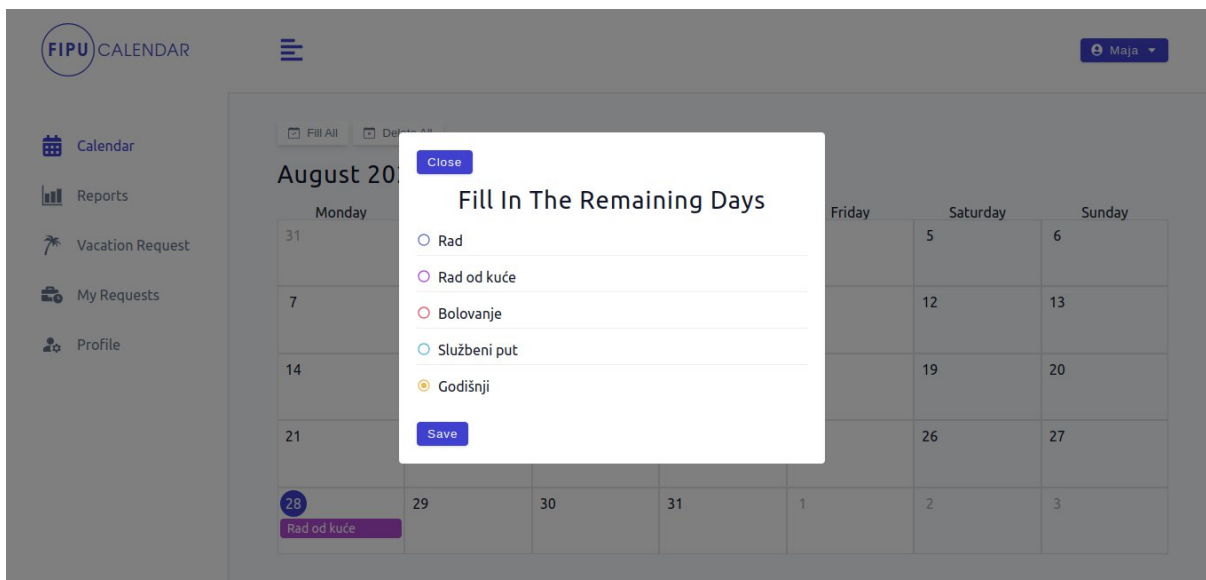 FIPU CALENDAR
Maja
Calendar
Reports
Vacation Request
My Requests
Profile
Fill All
August 20
Close
Fill In The Remaining Days
Rad
Rad od kuće
Bolovanje
Službeni put
Godišnji
Save
Monday Friday Saturday Sunday
31 5 6
7 12 13
14 19 20
21 26 27
28 29 30 31 1 2 3
Rad od kuće